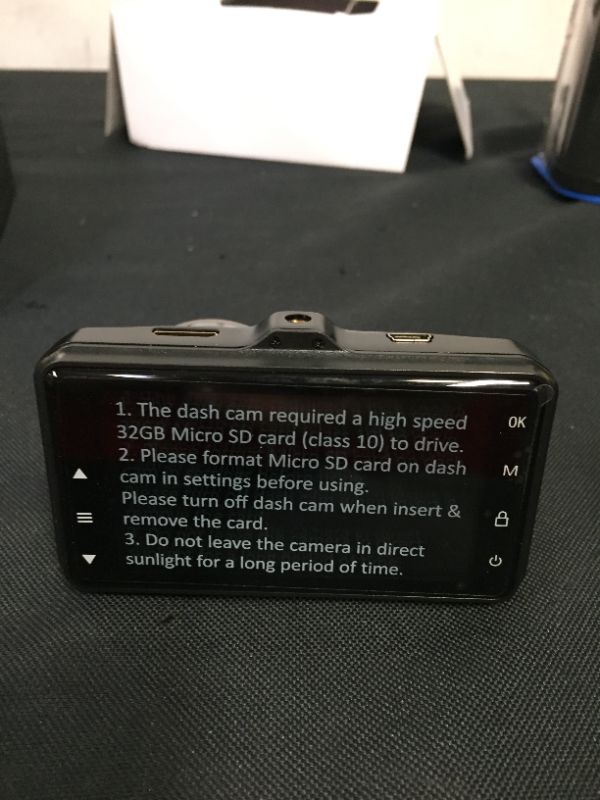 1. The dash cam required a high speed
32GB Micro SD card (class 10) to drive.
2. Please format Micro SD card on dash
cam in settings before using.
Please turn off dash cam when insert &
remove the card.
3. Do not leave the camera in direct
sunlight for a long period of time.
OK
M